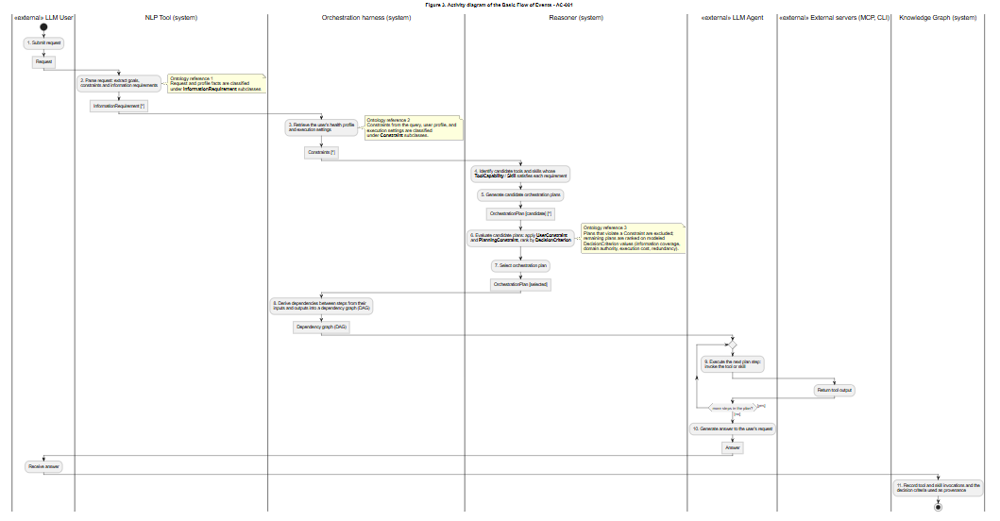 Figure 3. Activity diagram of the Basic Flow of Events - AC-001
«external» LLM User
NLP Tool (system)
Orchestration harness (system)
Reasoner (system)
«external» LLM Agent
«external» External servers (MCP, CLI)
Knowledge Graph (system)
1. Submit request
Request
2. Parse request: extract goals,
constraints and information requirements
Ontology reference 1
Request and profile facts are classified
under InformationRequirement subclasses.
InformationRequirement [*]
3. Retrieve the user's health profile
and execution settings
Ontology reference 2
Constraints from the query, user profile, and
execution settings are classified
under Constraint subclasses.
Constraints [*]
4. Identify candidate tools and skills whose
ToolCapability / Skill satisfies each requirement
5. Generate candidate orchestration plans
OrchestrationPlan [candidate] [*]
6. Evaluate candidate plans: apply UserConstraint
and PlanningConstraint, rank by DecisionCriterion
Ontology reference 3
Plans that violate a Constraint are excluded;
remaining plans are ranked on modeled
DecisionCriterion values (information coverage,
domain authority, execution cost, redundancy).
7. Select orchestration plan
OrchestrationPlan [selected]
8. Derive dependencies between steps from their
inputs and outputs into a dependency graph (DAG)
Dependency graph (DAG)
9. Execute the next plan step:
invoke the tool or skill
Return tool output
more steps in the plan?
[yes]
[no]
10. Generate answer to the user's request
Answer
Receive answer
11. Record tool and skill invocations and the
decision criteria used as provenance